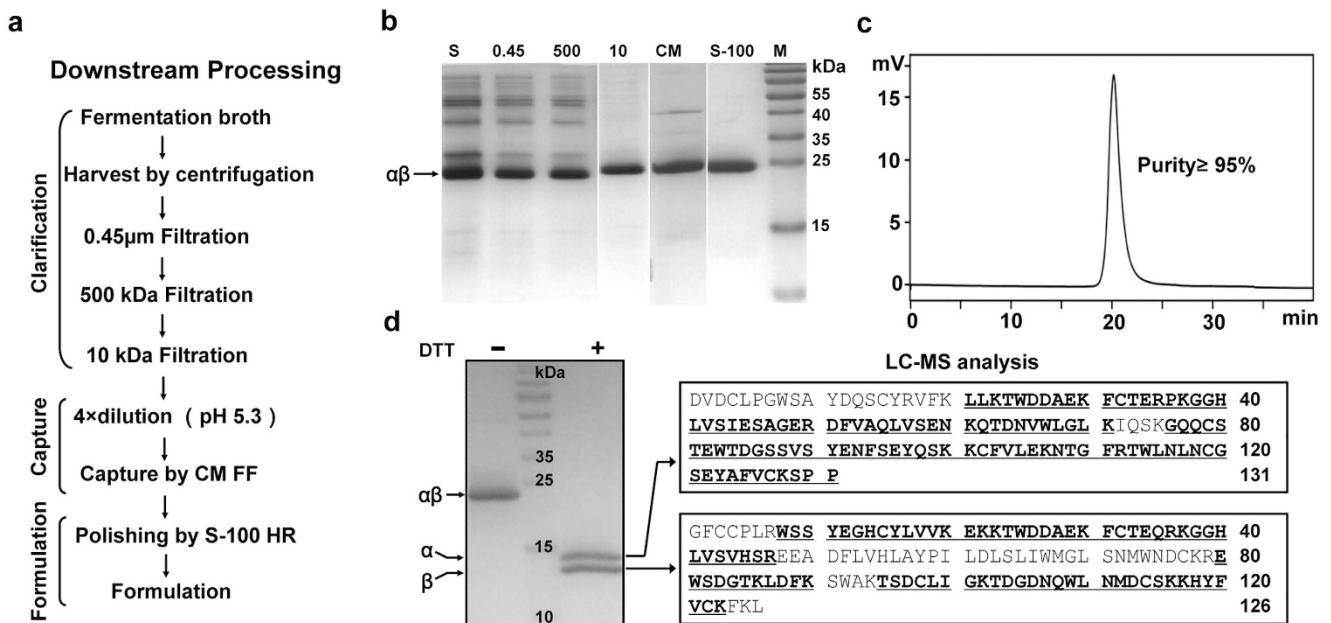 a
Downstream Processing
Clarification
Fermentation broth
Harvest by centrifugation
0.45μm Filtration
500 kDa Filtration
10 kDa Filtration
Capture
4×dilution ( pH 5.3 )
Capture by CM FF
Formulation
Polishing by S-100 HR
Formulation
b
S 0.45 500 10 CM S-100 M
kDa
55
40
35
25
15
αβ
c
mV
15
10
5
0
0 10 20 30 min
Purity≥ 95%
d
DTT − +
kDa
35
25
15
10
αβ
α
β
LC-MS analysis
DVDCLPGWSA YDQSCYRVFK LLKTWDDAEK FCTERPKGGH 40
LVSIESAGER DFVAQLVSEN KQTDNVWLGL KIQSKGQQCS 80
TEWTDGSSVS YENFSEYQSK KCFVLEKNTG FRTWLNLNCG 120
SEYAFVCKSP P 131
GFCCPLRWSS YEGHCYLVVK EKKTWDDAEK FCTEQRKGGH 40
LVSVHSREEA DFLVHLAYPI LDLSLIWMGL SNMWNDCKRE 80
WSDGTKLDFK SWAKTSDCLI GKTDGDNQWL NMDCSKKHYF 120
VCKFKL 126